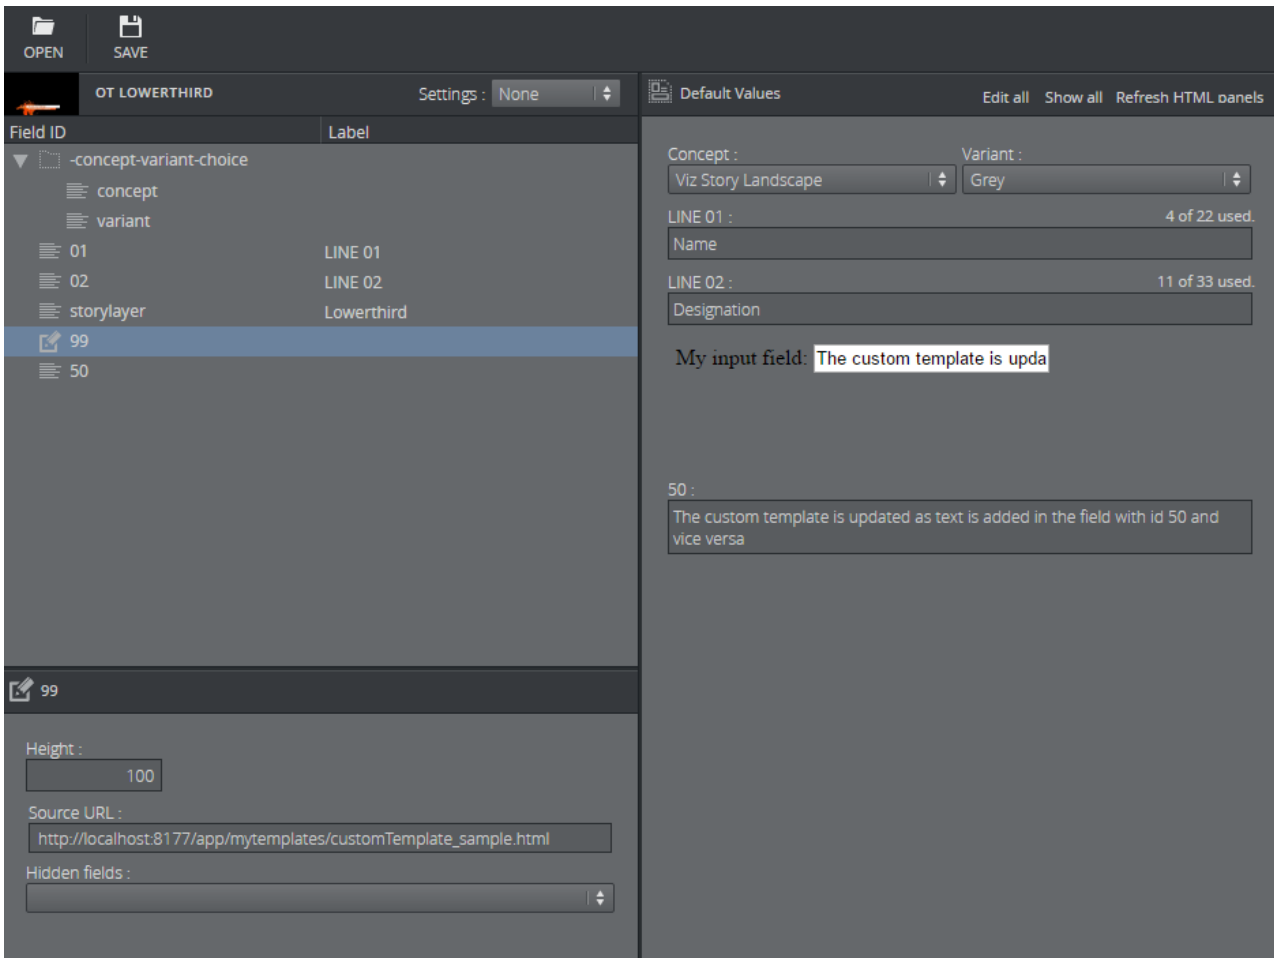 OPEN SAVE
OT LOWERTHIRD Settings : None
Field ID Label
-concept-variant-choice
concept
variant
01 LINE 01
02 LINE 02
storylayer Lowerthird
99
50
99
Height :
100
Source URL :
http://localhost:8177/app/mytemplates/customTemplate_sample.html
Hidden fields :
Default Values Edit all Show all Refresh HTML panels
Concept : Variant :
Viz Story Landscape Grey
LINE 01 : 4 of 22 used.
Name
LINE 02 : 11 of 33 used.
Designation
My input field: The custom template is upda
50 :
The custom template is updated as text is added in the field with id 50 and
vice versa